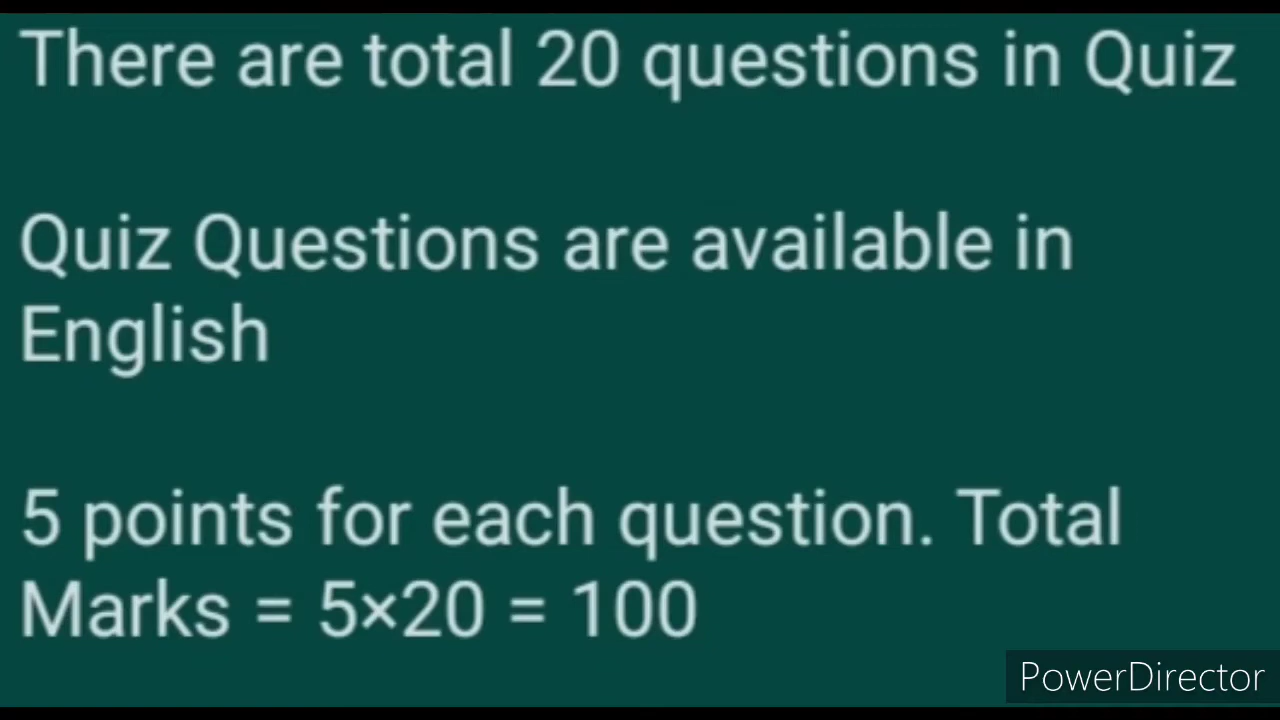 There are total 20 questions in Quiz
Quiz Questions are available in
English
5 points for each question. Total
Marks = 5×20 = 100
PowerDirector